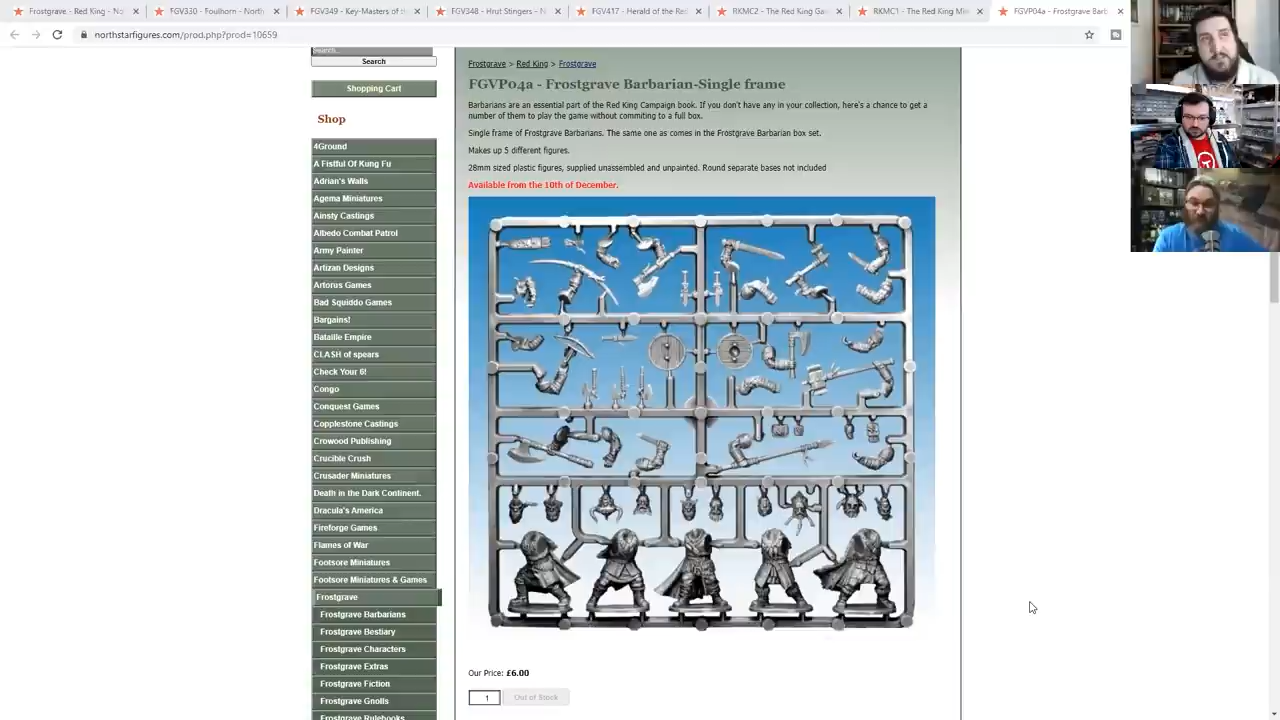 Frostgrave -
FGV330 - Foulhorn - North
FGV349 - Key-Masters of th
FGV348 - Hrut Stingers - N
FGV417 - Herald of the Red
RKMC2 - The Red King Gam
RKMC1 - The Red King Mini
FGVP04a - Frostgrave Barb
northstarfigures.com/prod.php?prod=10659
Search...
Search
Shopping Cart
Shop
4Ground
A Fistful Of Kung Fu
Adrian's Walls
Agema Miniatures
Ainsty Castings
Albedo Combat Patrol
Army Painter
Artizan Designs
Artorus Games
Bad Squiddo Games
Bargains!
Bataille Empire
CLASH of spears
Check Your 6!
Congo
Conquest Games
Copplestone Castings
Crowood Publishing
Crucible Crush
Crusader Miniatures
Death in the Dark Continent.
Dracula's America
Fireforge Games
Flames of War
Footsore Miniatures
Footsore Miniatures & Games
Frostgrave
Frostgrave Barbarians
Frostgrave Bestiary
Frostgrave Characters
Frostgrave Extras
Frostgrave Fiction
Frostgrave Gnolls
Frostgrave Rulebooks
Frostgrave > Red King > Frostgrave
FGVP04a - Frostgrave Barbarian-Single frame
Barbarians are an essential part of the Red King Campaign book. If you don't have any in your collection, here's a chance to get a
number of them to play the game without commiting to a full box.
Single frame of Frostgrave Barbarians. The same one as comes in the Frostgrave Barbarian box set.
Makes up 5 different figures.
28mm sized plastic figures, supplied unassembled and unpainted. Round separate bases not included
Available from the 10th of December.
Our Price: £6.00
1
Out of Stock